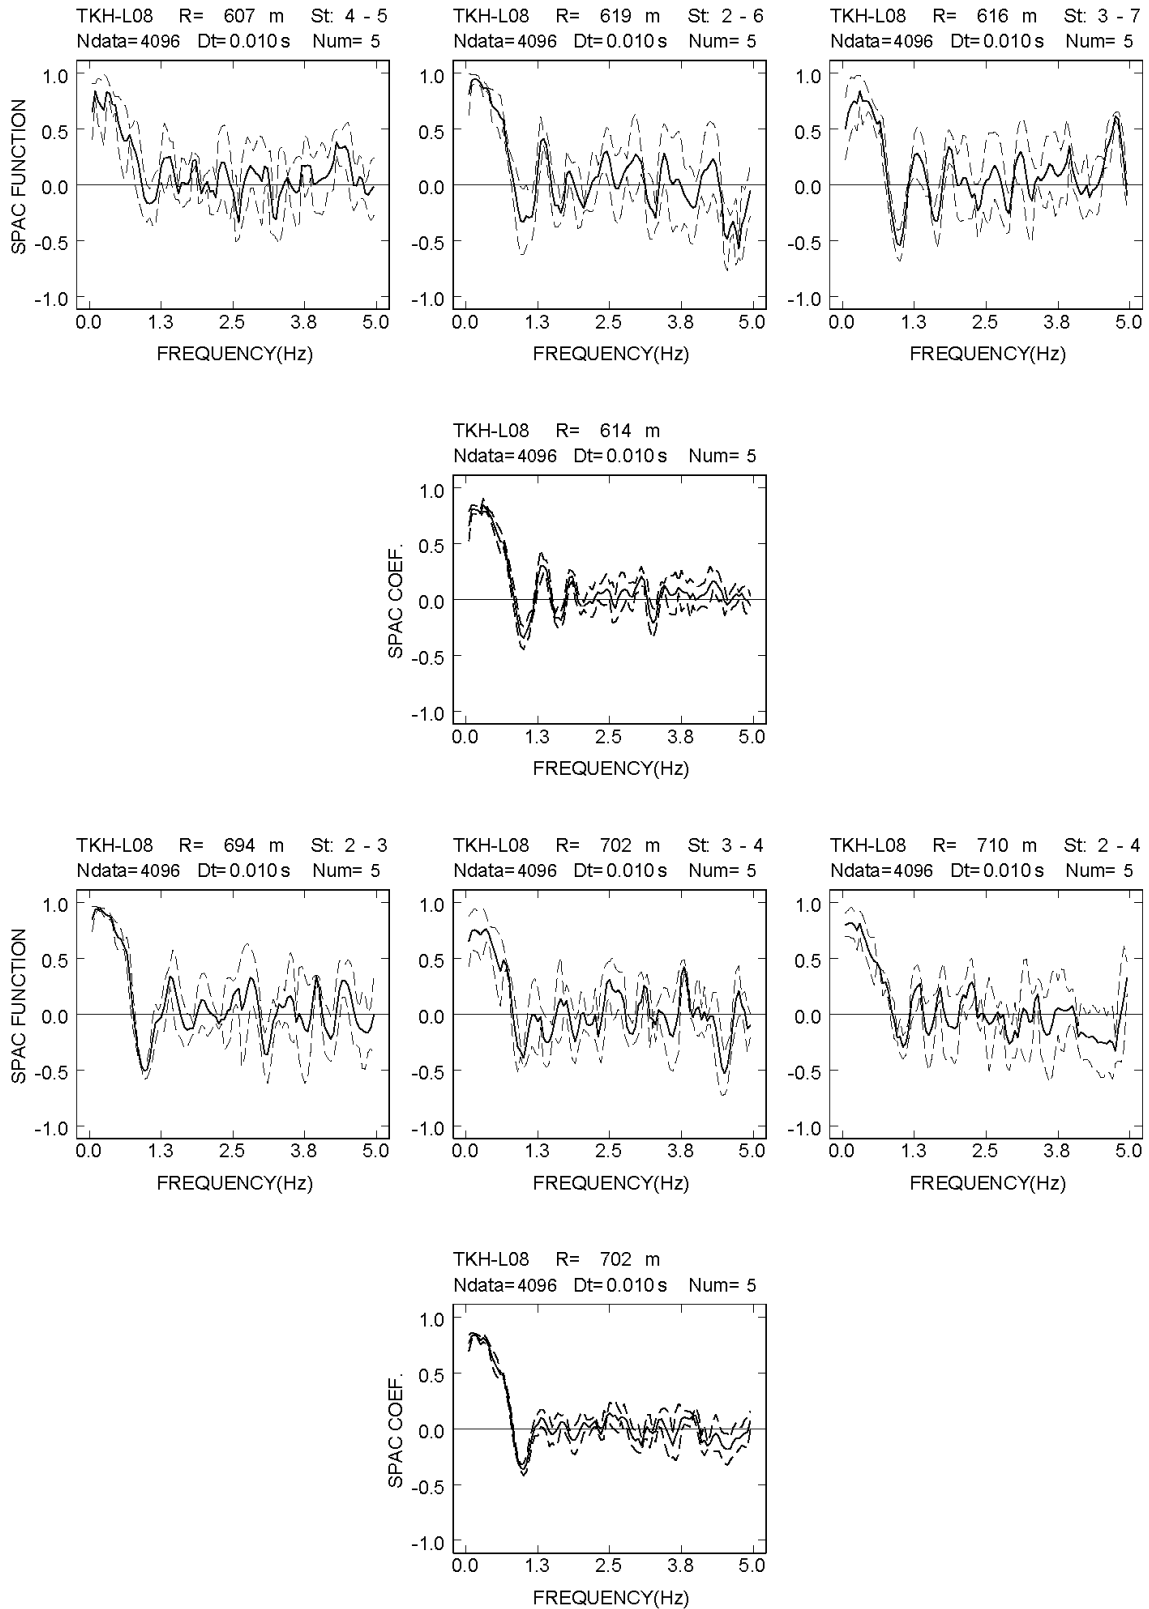 TKH-L08 R= 607 m St: 4 - 5
Ndata=4096 Dt=0.010 s Num= 5
SPAC FUNCTION
1.0
0.5
0.0
-0.5
-1.0
0.0 1.3 2.5 3.8 5.0
FREQUENCY(Hz)
TKH-L08 R= 619 m St: 2 - 6
Ndata=4096 Dt=0.010 s Num= 5
1.0
0.5
0.0
-0.5
-1.0
0.0 1.3 2.5 3.8 5.0
FREQUENCY(Hz)
TKH-L08 R= 616 m St: 3 - 7
Ndata=4096 Dt=0.010 s Num= 5
1.0
0.5
0.0
-0.5
-1.0
0.0 1.3 2.5 3.8 5.0
FREQUENCY(Hz)
TKH-L08 R= 614 m
Ndata=4096 Dt=0.010 s Num= 5
SPAC COEF.
1.0
0.5
0.0
-0.5
-1.0
0.0 1.3 2.5 3.8 5.0
FREQUENCY(Hz)
TKH-L08 R= 694 m St: 2 - 3
Ndata=4096 Dt=0.010 s Num= 5
SPAC FUNCTION
1.0
0.5
0.0
-0.5
-1.0
0.0 1.3 2.5 3.8 5.0
FREQUENCY(Hz)
TKH-L08 R= 702 m St: 3 - 4
Ndata=4096 Dt=0.010 s Num= 5
1.0
0.5
0.0
-0.5
-1.0
0.0 1.3 2.5 3.8 5.0
FREQUENCY(Hz)
TKH-L08 R= 710 m St: 2 - 4
Ndata=4096 Dt=0.010 s Num= 5
1.0
0.5
0.0
-0.5
-1.0
0.0 1.3 2.5 3.8 5.0
FREQUENCY(Hz)
TKH-L08 R= 702 m
Ndata=4096 Dt=0.010 s Num= 5
SPAC COEF.
1.0
0.5
0.0
-0.5
-1.0
0.0 1.3 2.5 3.8 5.0
FREQUENCY(Hz)